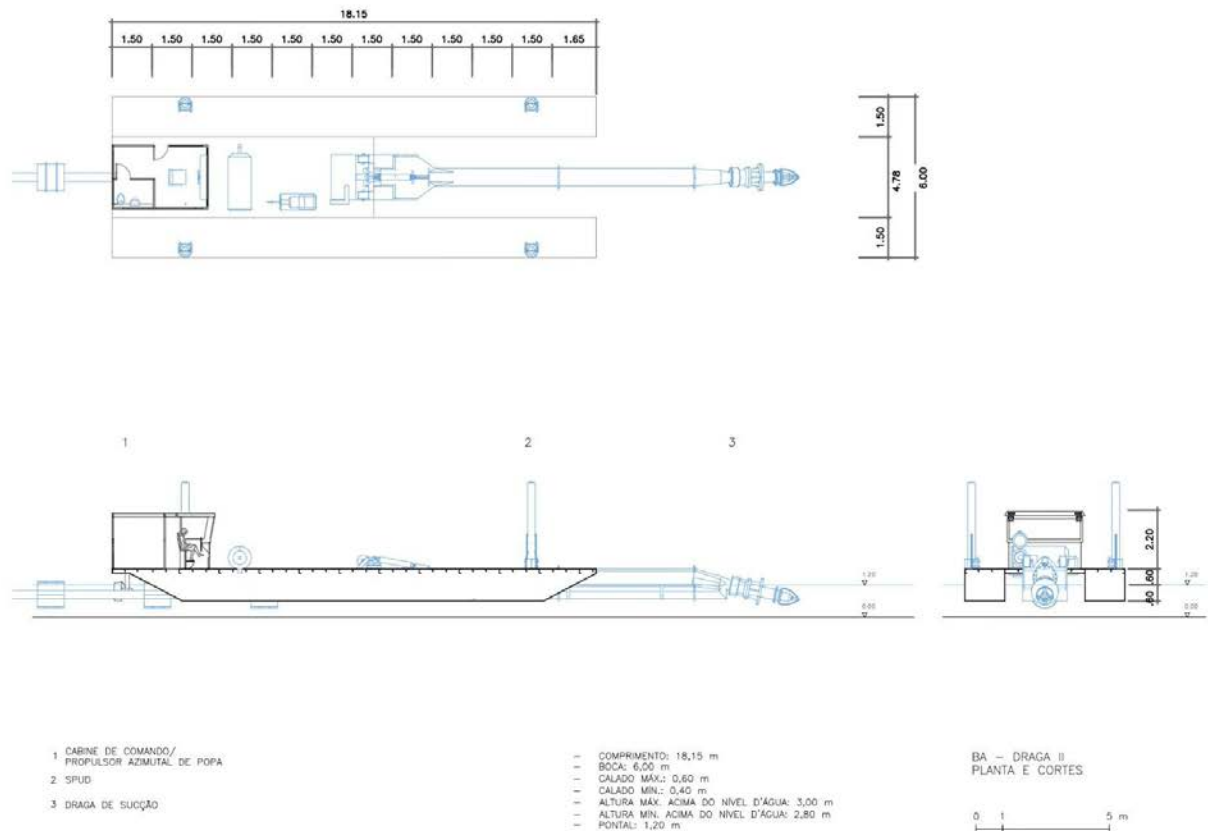 18.15
1.50 1.50 1.50 1.50 1.50 1.50 1.50 1.50 1.50 1.50 1.50 1.65
1.50
4.78
6.00
1.50
1 2 3
2.20
1.20 .60 1.20
0.00 .60 0.00
1 CABINE DE COMANDO/
PROPULSOR AZIMUTAL DE POPA
2 SPUD
3 DRAGA DE SUCÇÃO
– COMPRIMENTO: 18,15 m
– BOCA: 6,00 m
– CALADO MÁX.: 0,60 m
– CALADO MÍN.: 0,40 m
– ALTURA MÁX. ACIMA DO NÍVEL D'ÁGUA: 3,00 m
– ALTURA MÍN. ACIMA DO NÍVEL D'ÁGUA: 2,80 m
– PONTAL: 1,20 m
BA – DRAGA II
PLANTA E CORTES
0 1 5 m